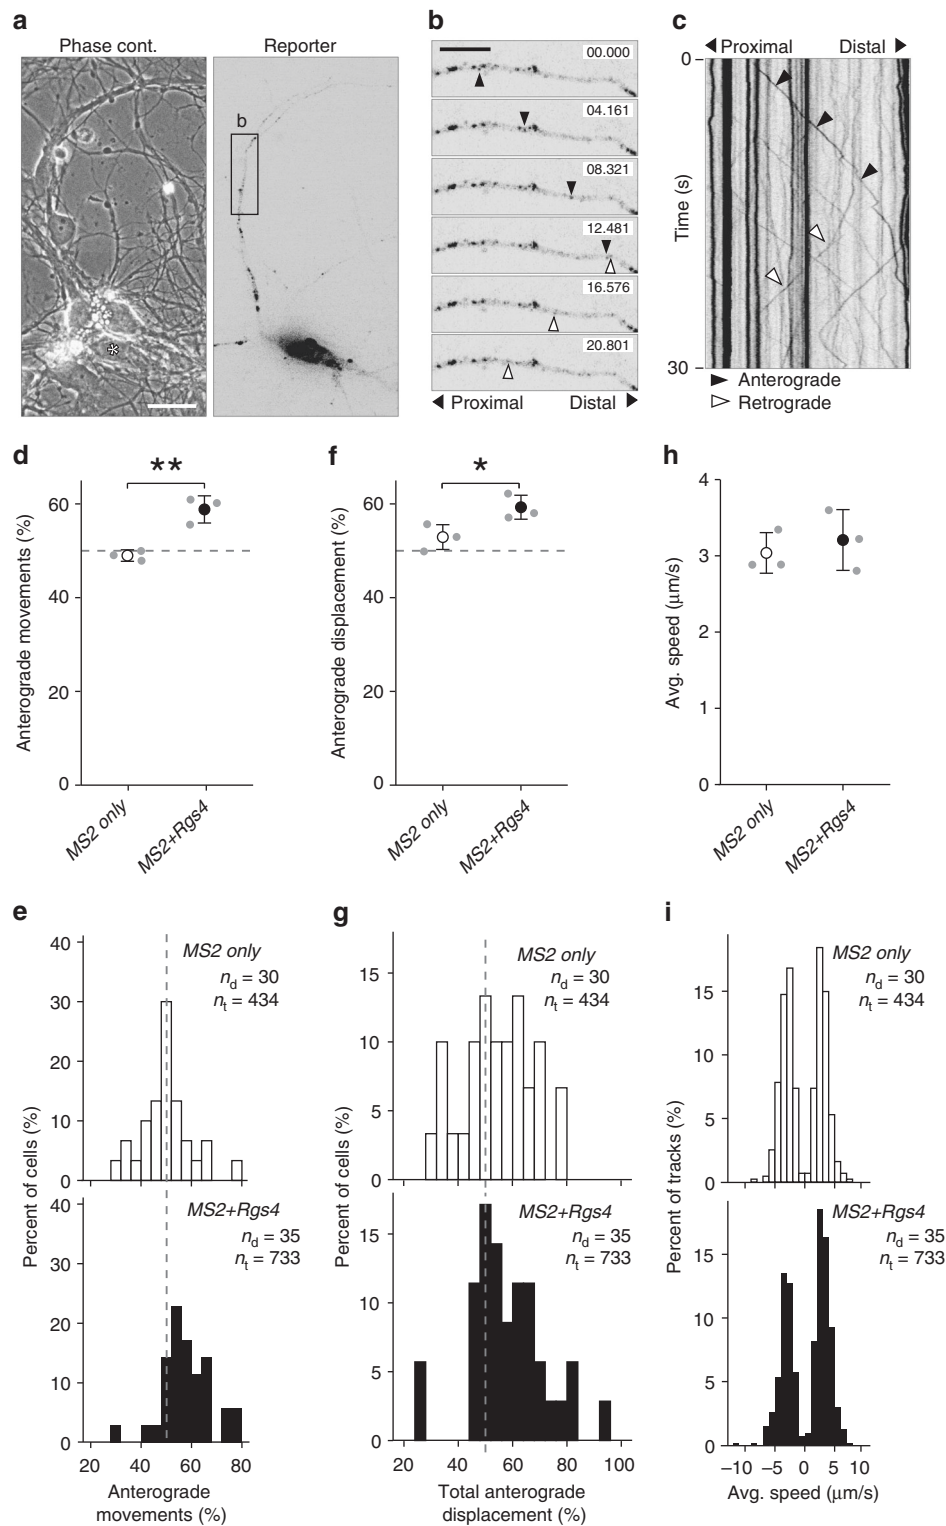 a
Phase cont.
Reporter
b
*
b
00.000
04.161
08.321
12.481
16.576
20.801
Proximal Distal
c
Proximal Distal
0
Time (s)
30
Anterograde
Retrograde
d
**
Anterograde movements (%)
60
40
20
0
MS2 only
MS2+Rgs4
f
*
Anterograde displacement (%)
60
40
20
0
MS2 only
MS2+Rgs4
h
Avg. speed (μm/s)
4
3
2
1
0
MS2 only
MS2+Rgs4
e
Percent of cells (%)
40
30
20
10
0
MS2 only
nd = 30
nt = 434
40
30
20
10
0
MS2+Rgs4
nd = 35
nt = 733
20 40 60 80
Anterograde
movements (%)
g
Percent of cells (%)
15
10
5
0
MS2 only
nd = 30
nt = 434
15
10
5
0
MS2+Rgs4
nd = 35
nt = 733
20 40 60 80 100
Total anterograde
displacement (%)
i
Percent of tracks (%)
15
10
5
0
MS2 only
nd = 30
nt = 434
15
10
5
0
MS2+Rgs4
nd = 35
nt = 733
−10 −5 0 5 10
Avg. speed (μm/s)